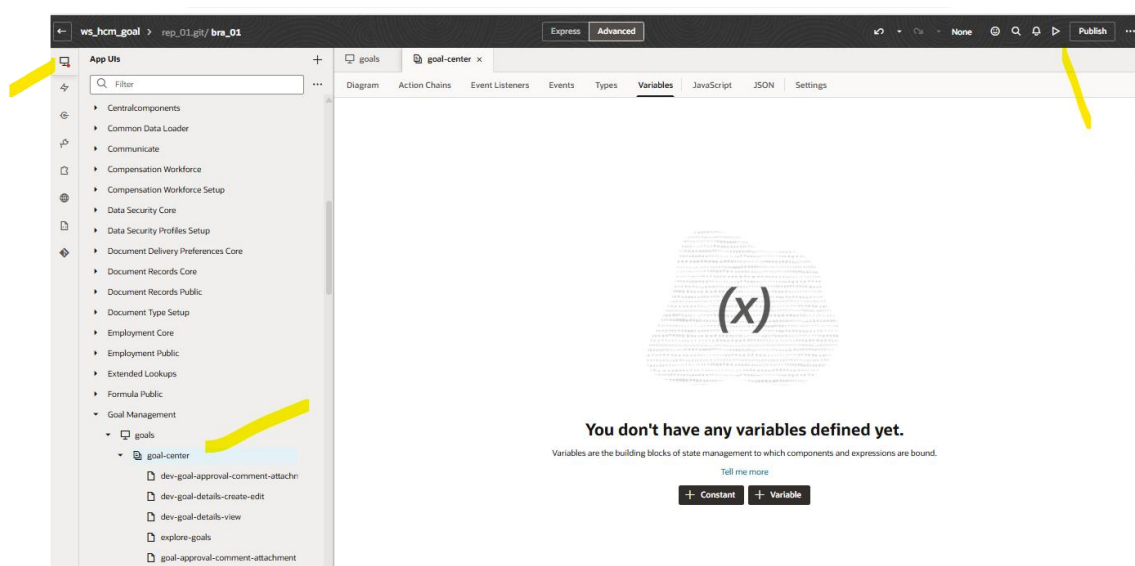 ws_hcm_goal > rep_01.git/ bra_01
Express Advanced
None
Publish
App UIs
goals
goal-center
Filter
Diagram Action Chains Event Listeners Events Types Variables JavaScript JSON Settings
Centralcomponents
Common Data Loader
Communicate
Compensation Workforce
Compensation Workforce Setup
Data Security Core
Data Security Profiles Setup
Document Delivery Preferences Core
Document Records Core
Document Records Public
Document Type Setup
Employment Core
Employment Public
Extended Lookups
Formula Public
Goal Management
goals
goal-center
dev-goal-approval-comment-attachn
dev-goal-details-create-edit
dev-goal-details-view
explore-goals
goal-approval-comment-attachment
(x)
You don't have any variables defined yet.
Variables are the building blocks of state management to which components and expressions are bound.
Tell me more
+ Constant + Variable